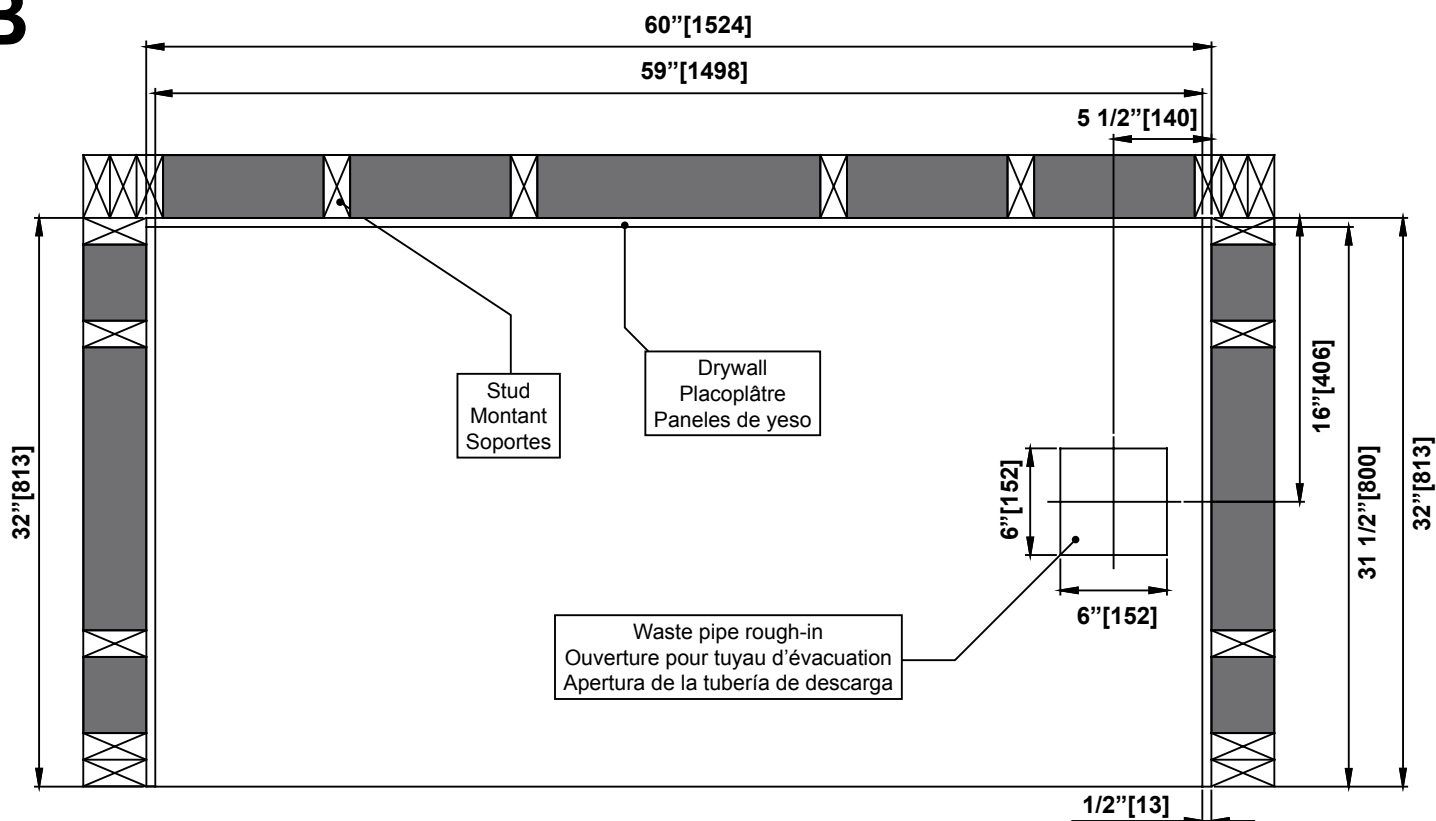 B
60”[1524]
59”[1498]
5 1/2”[140]
Stud
Montant
Soportes
Drywall
Placoplâtre
Paneles de yeso
16”[406]
32”[813]
6”[152]
31 1/2”[800]
32”[813]
6”[152]
Waste pipe rough-in
Ouverture pour tuyau d’évacuation
Apertura de la tubería de descarga
1/2”[13]